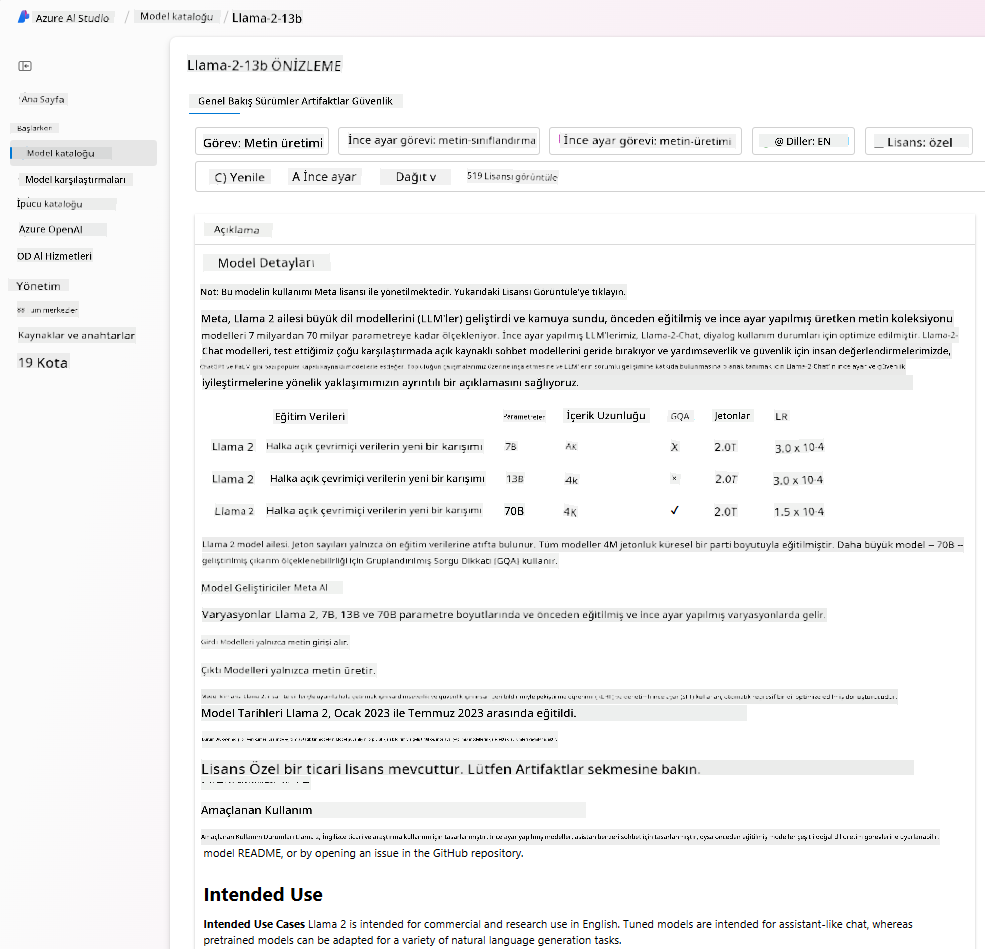 Azure Al Studio / Model kataloğu / Llama-2-13b
Llama-2-13b ÖNİZLEME
Ana Sayfa
Genel Bakış Sürümler Artifaktlar Güvenlik
Başlarken
Model kataloğu
Görev: Metin üretimi İnce ayar görevi: metin-sınıflandırma İnce ayar görevi: metin-üretimi @ Diller: EN Lisans: özel
Model karşılaştırmaları
C) Yenile A İnce ayar Dağıt v 519 Lisansı görüntüle
İpucu kataloğu
Azure OpenAI
OD Al Hizmetleri
Yönetim
88 Tüm merkezler
Kaynaklar ve anahtarlar
19 Kota
Açıklama
Model Detayları
Not: Bu modelin kullanımı Meta lisansı ile yönetilmektedir. Yukarıdaki Lisansı Görüntüle'ye tıklayın.
Meta, Llama 2 ailesi büyük dil modellerini (LLM'ler) geliştirdi ve kamuya sundu, önceden eğitilmiş ve ince ayar yapılmış üretken metin koleksiyonu
modelleri 7 milyardan 70 milyar parametreye kadar ölçekleniyor. İnce ayar yapılmış LLM'lerimiz, Llama-2-Chat, diyalog kullanım durumları için optimize edilmiştir. Llama-2-
Chat modelleri, test ettiğimiz çoğu karşılaştırmada açık kaynaklı sohbet modellerini geride bırakıyor ve yardımseverlik ve güvenlik için insan değerlendirmelerimizde,
iyileştirmelerine yönelik yaklaşımımızın ayrıntılı bir açıklamasını sağlıyoruz.
Eğitim Verileri Parametreler İçerik Uzunluğu GQA Jetonlar LR
Llama 2 Halka açık çevrimiçi verilerin yeni bir karışımı 7B AK X 2.0T 3.0 x 10-4
Llama 2 Halka açık çevrimiçi verilerin yeni bir karışımı 13B 4k × 2.0T 3.0 x 10-4
Llama 2 Halka açık çevrimiçi verilerin yeni bir karışımı 70B 4K ✓ 2.0T 1.5 x 10-4
Llama 2 model ailesi. Jeton sayıları yalnızca ön eğitim verilerine atıfta bulunur. Tüm modeller 4M jetonluk küresel bir parti boyutuyla eğitilmiştir. Daha büyük model – 70B –
geliştirilmiş çıkarım ölçeklenebilirliği için Gruplandırılmış Sorgu Dikkati (GQA) kullanır.
Model Geliştiriciler Meta Al
Varyasyonlar Llama 2, 7B, 13B ve 70B parametre boyutlarında ve önceden eğitilmiş ve ince ayar yapılmış varyasyonlarda gelir.
Girdi Modelleri yalnızca metin girişi alır.
Çıktı Modelleri yalnızca metin üretir.
Model Tarihleri Llama 2, Ocak 2023 ile Temmuz 2023 arasında eğitildi.
Lisans Özel bir ticari lisans mevcuttur. Lütfen Artifaktlar sekmesine bakın.
Amaçlanan Kullanım
model README, or by opening an issue in the GitHub repository.
Intended Use
Intended Use Cases Llama 2 is intended for commercial and research use in English. Tuned models are intended for assistant-like chat, whereas
pretrained models can be adapted for a variety of natural language generation tasks.